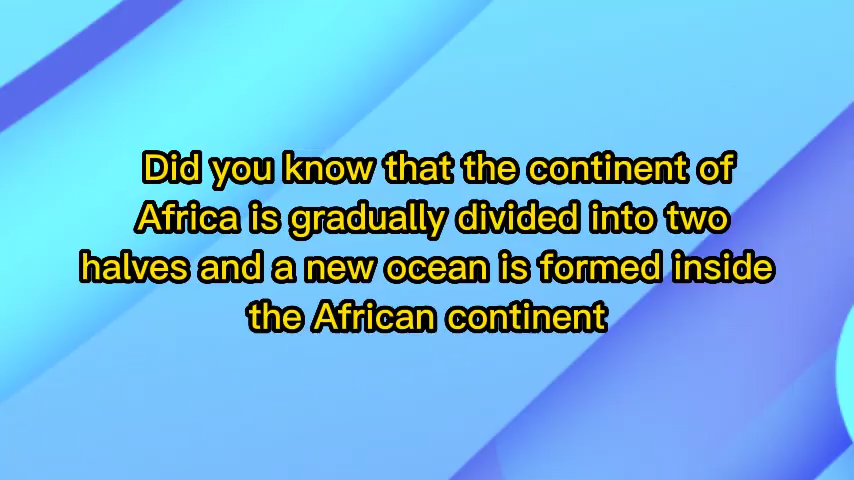 Did you know that the continent of
Africa is gradually divided into two
halves and a new ocean is formed inside
the African continent